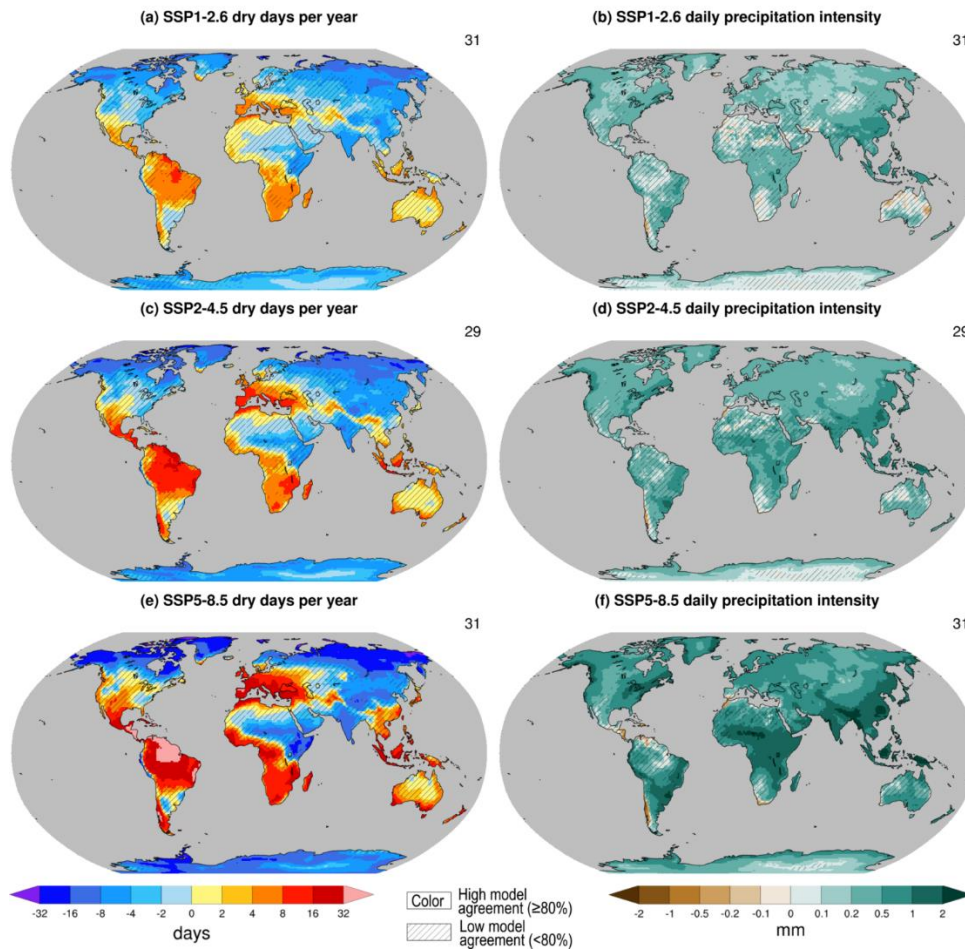 (a) SSP1-2.6 dry days per year
31
(b) SSP1-2.6 daily precipitation intensity
31
(c) SSP2-4.5 dry days per year
29
(d) SSP2-4.5 daily precipitation intensity
29
(e) SSP5-8.5 dry days per year
31
(f) SSP5-8.5 daily precipitation intensity
31
-32 -16 -8 -4 -2 0 2 4 8 16 32
days
Color
High model
agreement (≥80%)
Low model
agreement (<80%)
-2 -1 -0.5 -0.2 -0.1 0 0.1 0.2 0.5 1 2
mm